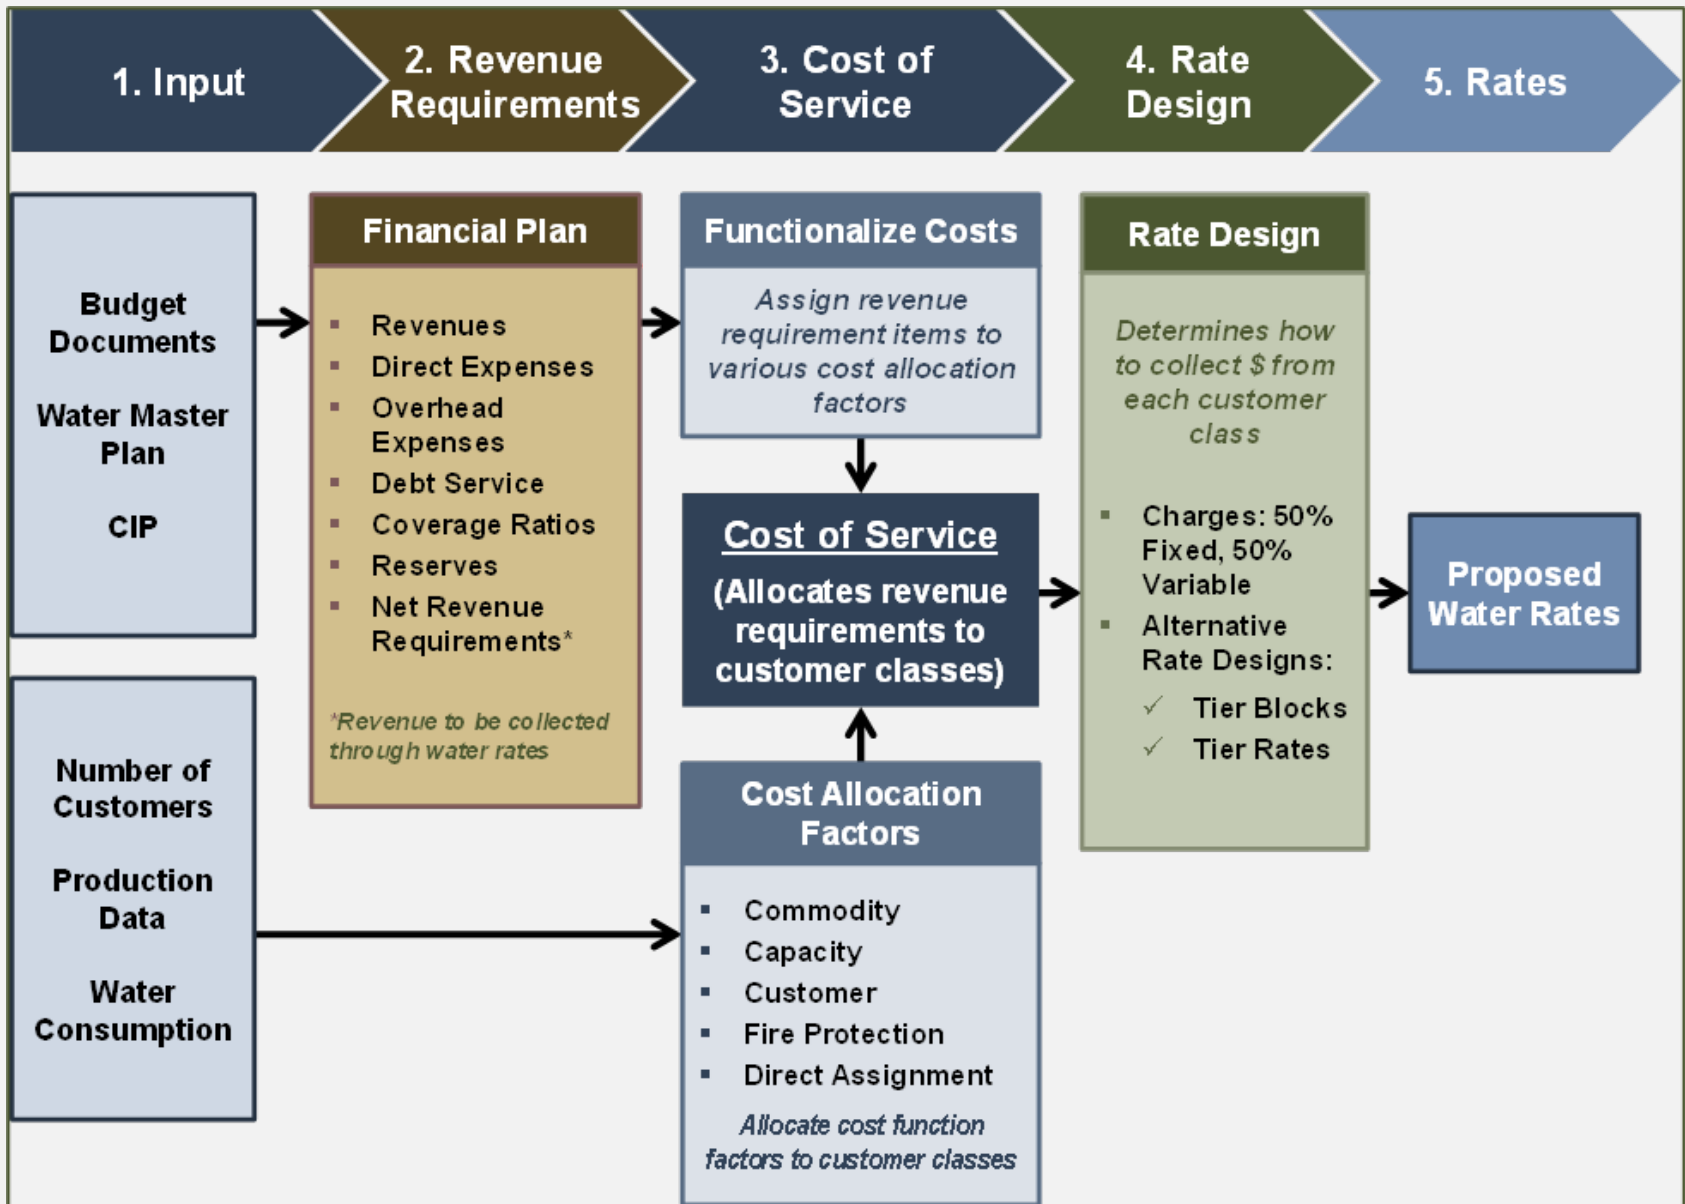 1. Input
2. Revenue
Requirements
3. Cost of
Service
4. Rate
Design
5. Rates
Budget
Documents
Water Master
Plan
CIP
Number of
Customers
Production
Data
Water
Consumption
Financial Plan
▪ Revenues
▪ Direct Expenses
▪ Overhead
Expenses
▪ Debt Service
▪ Coverage Ratios
▪ Reserves
▪ Net Revenue
Requirements*
*Revenue to be collected
through water rates
Functionalize Costs
Assign revenue
requirement items to
various cost allocation
factors
Cost of Service
(Allocates revenue
requirements to
customer classes)
Cost Allocation
Factors
▪ Commodity
▪ Capacity
▪ Customer
▪ Fire Protection
▪ Direct Assignment
Allocate cost function
factors to customer classes
Rate Design
Determines how
to collect $ from
each customer
class
▪ Charges: 50%
Fixed, 50%
Variable
▪ Alternative
Rate Designs:
✓ Tier Blocks
✓ Tier Rates
Proposed
Water Rates